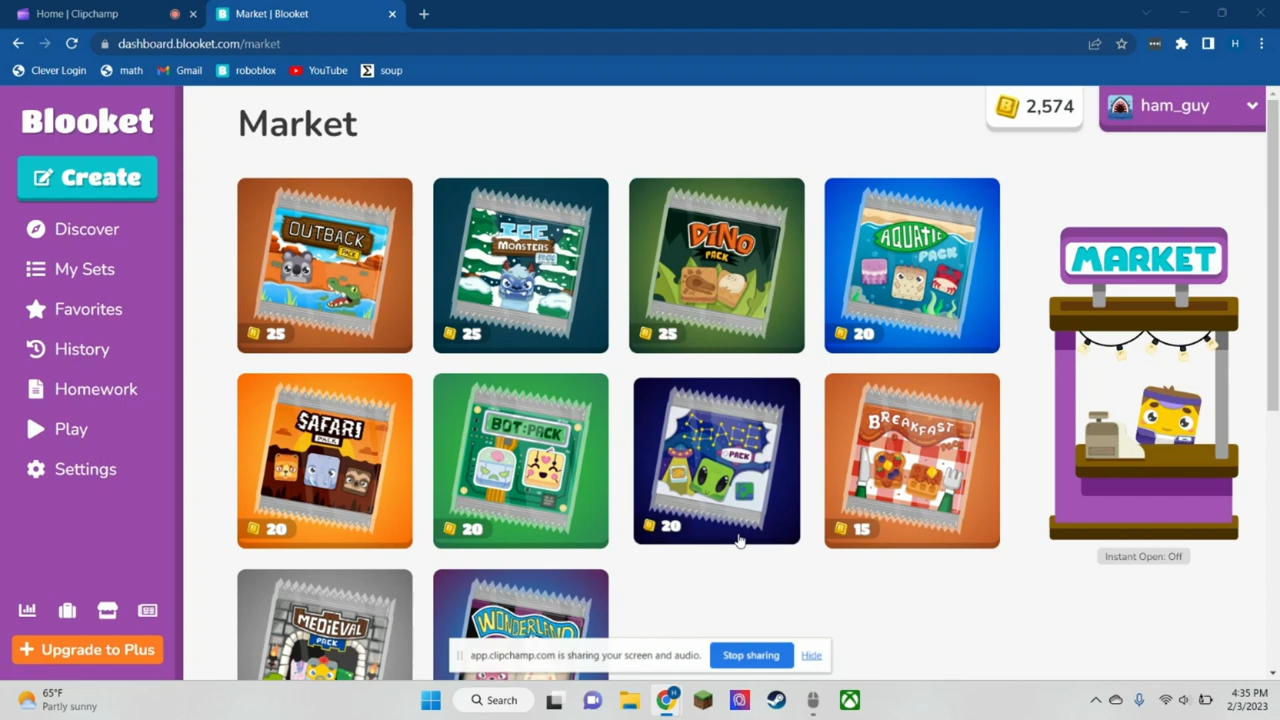 Home | Clipchamp
Market | Blooket
dashboard.blooket.com/market
H
Clever Login
math
Gmail
roboblox
YouTube
soup
Blooket
Create
Discover
My Sets
Favorites
History
Homework
Play
Settings
Upgrade to Plus
Market
2,574
ham_guy
OUTBACK
PACK
25
ICE
MONSTERS
PACK
25
DINO
PACK
25
AQUATIC
PACK
20
SAFARI
PACK
20
BOT:PACK
20
SPACE
PACK
20
BREAKFAST
15
MEDIEVAL
PACK
WONDERLAND
MARKET
Instant Open: Off
app.clipchamp.com is sharing your screen and audio.
Stop sharing
Hide
65°F
Partly sunny
Search
4:35 PM
2/3/2023